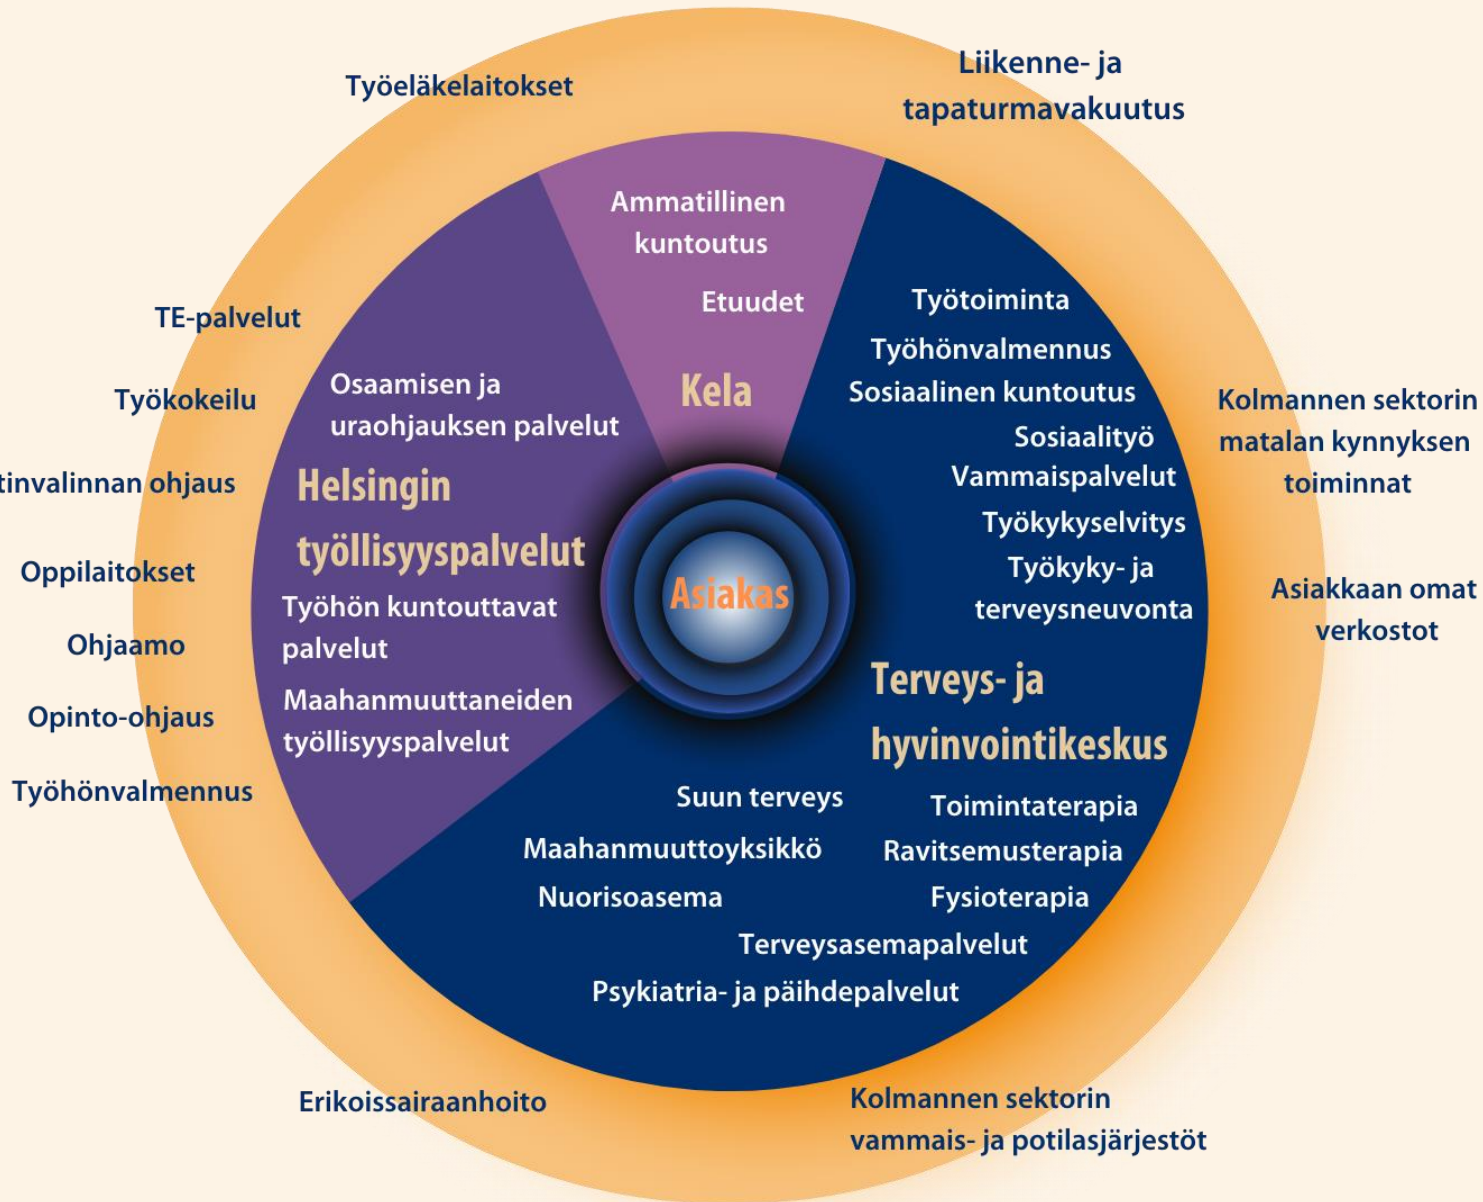 Työeläkelaitokset
Liikenne- ja
tapaturmavakuutus
Ammatillinen
kuntoutus
Etuudet
Kela
TE-palvelut
Työkokeilu
ohjaus
Oppilaitokset
Ohjaamo
Opinto-ohjaus
Työhönvalmennus
Osaamisen ja
uraohjauksen palvelut
Helsingin
työllisyyspalvelut
Työhön kuntouttavat
palvelut
Maahanmuuttaneiden
työllisyyspalvelut
Asiakas
Työtoiminta
Työhönvalmennus
Sosiaalinen kuntoutus
Sosiaalityö
Vammaispalvelut
Työkykyselvitys
Työkyky- ja
terveysneuvonta
Terveys- ja
hyvinvointikeskus
Suun terveys
Maahanmuuttoyksikkö
Nuorisoasema
Toimintaterapia
Ravitsemusterapia
Fysioterapia
Terveysasemapalvelut
Psykiatria- ja päihdepalvelut
Kolmannen sektorin
matalan kynnyksen
toiminnat
Asiakkaan omat
verkostot
Erikoissairaanhoito
Kolmannen sektorin
vammais- ja potilasjärjestöt